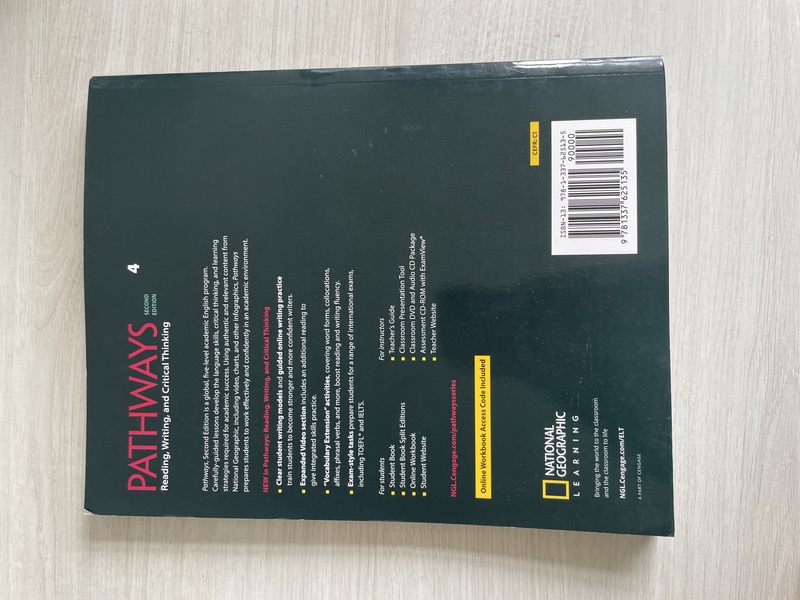 PATHWAYS SECOND EDITION 4
Reading, Writing, and Critical Thinking
Pathways, Second Edition is a global, five-level academic English program.
Carefully-guided lessons develop the language skills, critical thinking, and learning
strategies required for academic success. Using authentic and relevant content from
National Geographic, including video, charts, and other infographics, Pathways
prepares students to work effectively and confidently in an academic environment.
NEW in Pathways: Reading, Writing, and Critical Thinking
Clear student writing models and guided online writing practice
train students to become stronger and more confident writers.
Expanded Video section includes an additional reading to
give integrated skills practice.
"Vocabulary Extension" activities, covering word forms, collocations,
affixes, phrasal verbs, and more, boost reading and writing fluency.
Exam-style tasks prepare students for a range of international exams,
including TOEFL® and IELTS.
For students
Student Book
Student Book Split Editions
Online Workbook
Student Website
For instructors
Teacher's Guide
Classroom Presentation Tool
Classroom DVD and Audio CD Package
Assessment CD-ROM with ExamView®
Teacher Website
NGL.Cengage.com/pathwaysseries
Online Workbook Access Code Included
NATIONAL
GEOGRAPHIC
LEARNING
Bringing the world to the classroom
and the classroom to life
NGL.Cengage.com/ELT
A PART OF CENGAGE
CEFR: C1
ISBN-13: 978-1-337-62513-5
90000
9 781337 625135